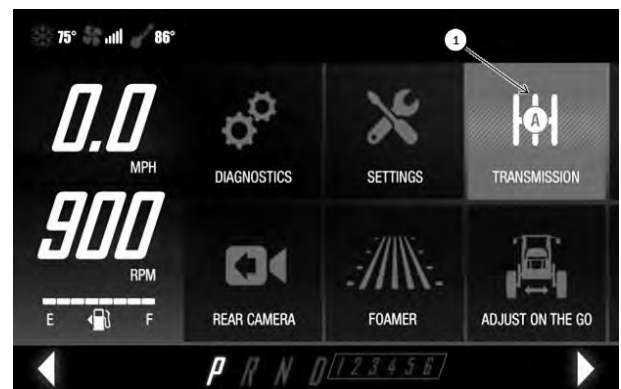 75° 86°
1
0.0
MPH
900
RPM
E F
DIAGNOSTICS
SETTINGS
A
TRANSMISSION
REAR CAMERA
FOAMER
ADJUST ON THE GO
P R N D 1 2 3 4 5 6